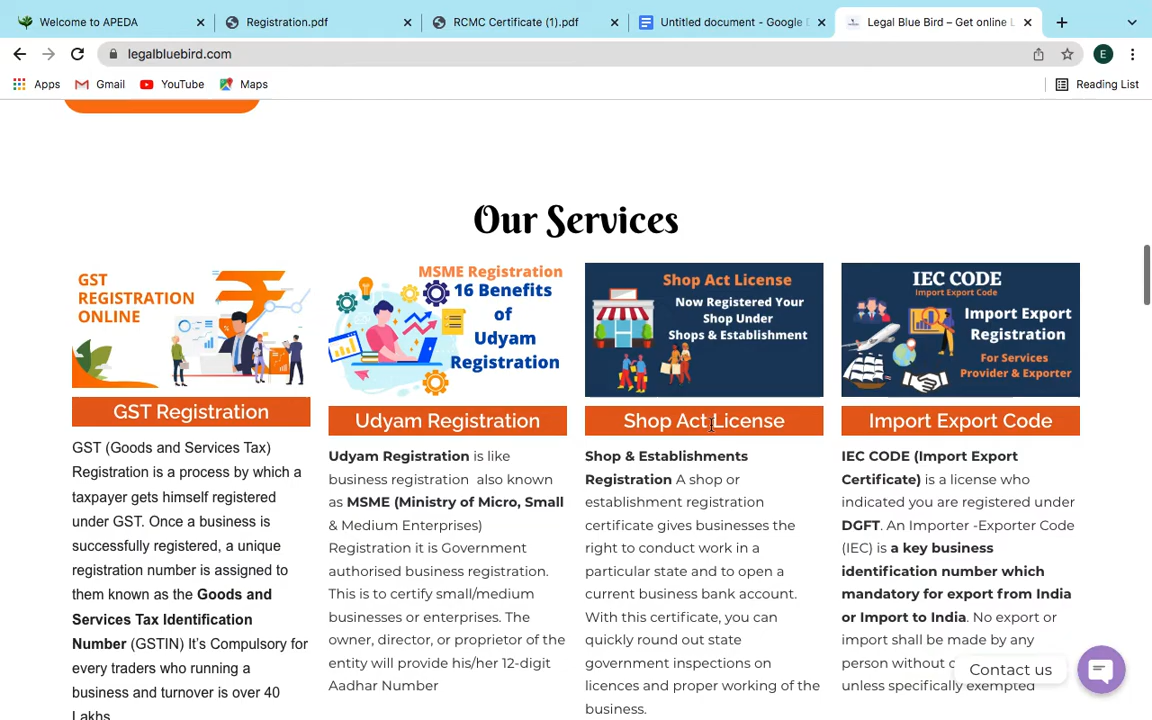 Welcome to APEDA
Registration.pdf
RCMC Certificate (1).pdf
Untitled document - Google D
Legal Blue Bird – Get online L
legalbluebird.com
E
Apps
Gmail
YouTube
Maps
Reading List
Our Services
GST
REGISTRATION
ONLINE
GST Registration
GST (Goods and Services Tax)
Registration is a process by which a
taxpayer gets himself registered
under GST. Once a business is
successfully registered, a unique
registration number is assigned to
them known as the Goods and
Services Tax Identification
Number (GSTIN) It’s Compulsory for
every traders who running a
business and turnover is over 40
Lakhs
MSME Registration
16 Benefits
of
Udyam
Registration
Udyam Registration
Udyam Registration is like
business registration also known
as MSME (Ministry of Micro, Small
& Medium Enterprises)
Registration it is Government
authorised business registration.
This is to certify small/medium
businesses or enterprises. The
owner, director, or proprietor of the
entity will provide his/her 12-digit
Aadhar Number
Shop Act License
Now Registered Your
Shop Under
Shops & Establishment
Shop Act License
Shop & Establishments
Registration A shop or
establishment registration
certificate gives businesses the
right to conduct work in a
particular state and to open a
current business bank account.
With this certificate, you can
quickly round out state
government inspections on
licences and proper working of the
business.
IEC CODE
Import Export Code
Import Export
Registration
For Services
Provider & Exporter
Import Export Code
IEC CODE (Import Export
Certificate) is a license who
indicated you are registered under
DGFT. An Importer -Exporter Code
(IEC) is a key business
identification number which
mandatory for export from India
or Import to India. No export or
import shall be made by any
person without
unless specifically exempted
Contact us